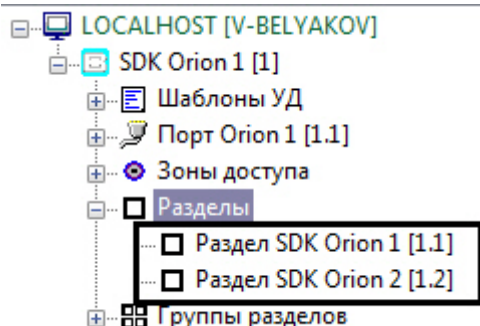 LOCALHOST [V-BELYAKOV]
SDK Orion 1 [1]
Шаблоны УД
Порт Orion 1 [1.1]
Зоны доступа
Разделы
Раздел SDK Orion 1 [1.1]
Раздел SDK Orion 2 [1.2]
Группы разделов